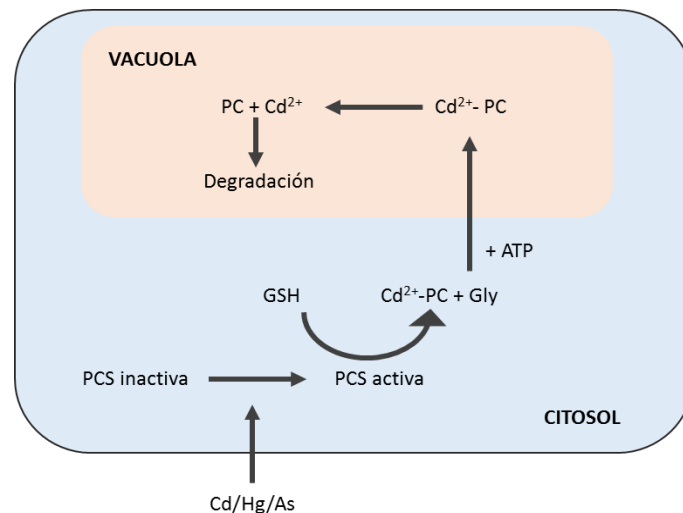 VACUOLA
PC + Cd²⁺
Cd²⁺- PC
Degradación
+ ATP
GSH
Cd²⁺-PC + Gly
PCS inactiva
PCS activa
CITOSOL
Cd/Hg/As